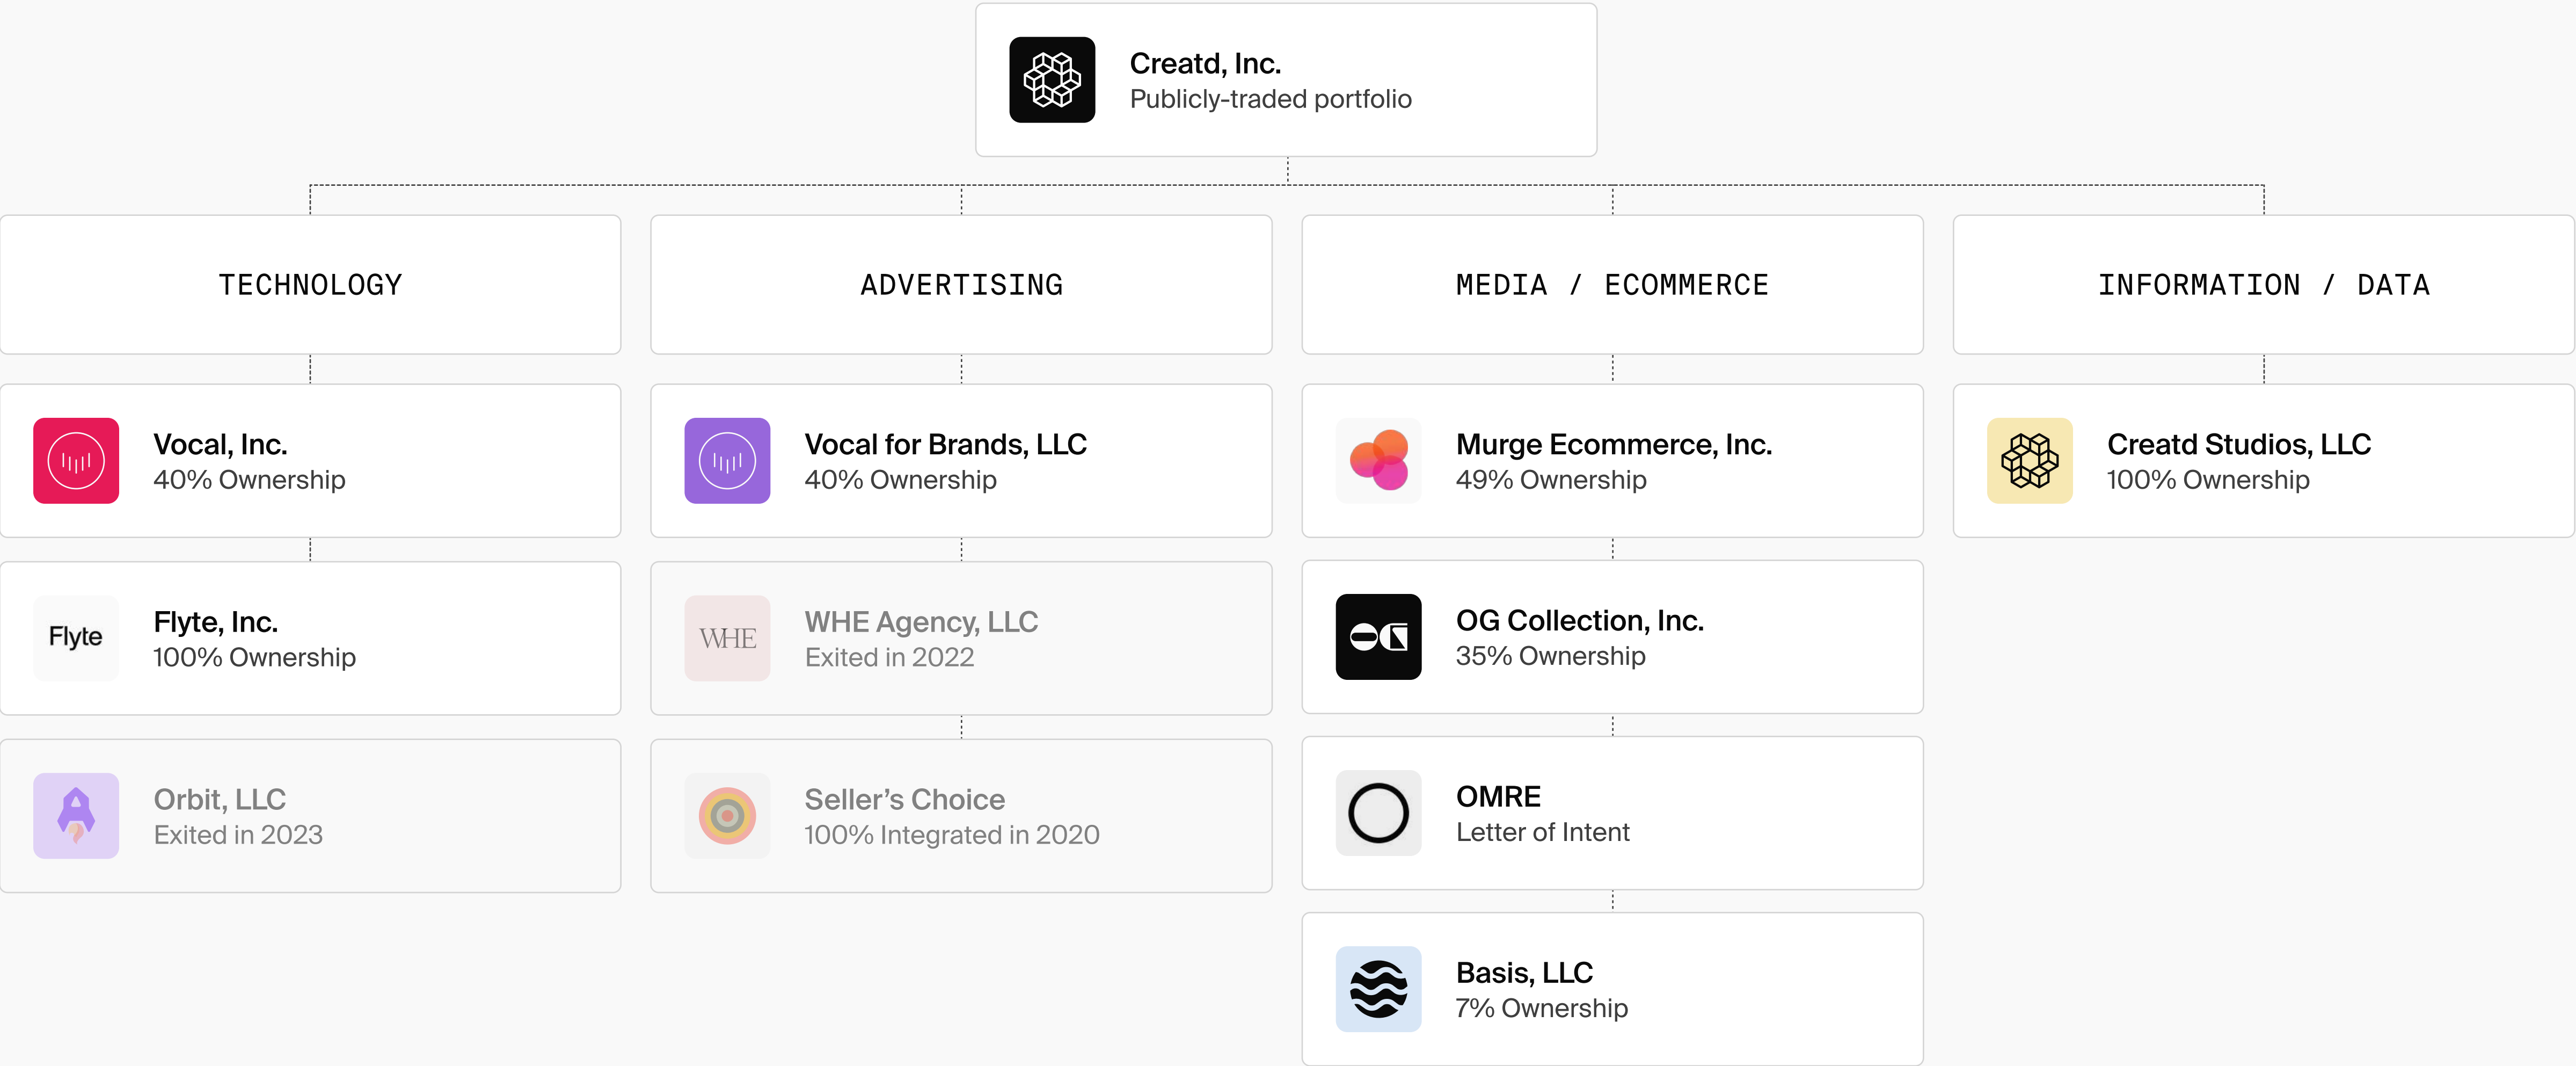 Creatd, Inc.
Publicly-traded portfolio
TECHNOLOGY
Vocal, Inc.
40% Ownership
Flyte
Flyte, Inc.
100% Ownership
Orbit, LLC
Exited in 2023
ADVERTISING
Vocal for Brands, LLC
40% Ownership
WHE
WHE Agency, LLC
Exited in 2022
Seller’s Choice
100% Integrated in 2020
MEDIA / ECOMMERCE
Murge Ecommerce, Inc.
49% Ownership
OG
OG Collection, Inc.
35% Ownership
OMRE
Letter of Intent
Basis, LLC
7% Ownership
INFORMATION / DATA
Creatd Studios, LLC
100% Ownership